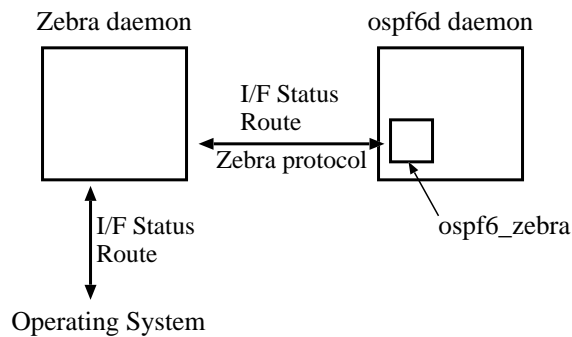 Zebra daemon
ospf6d daemon
I/F Status
Route
Zebra protocol
ospf6_zebra
I/F Status
Route
Operating System